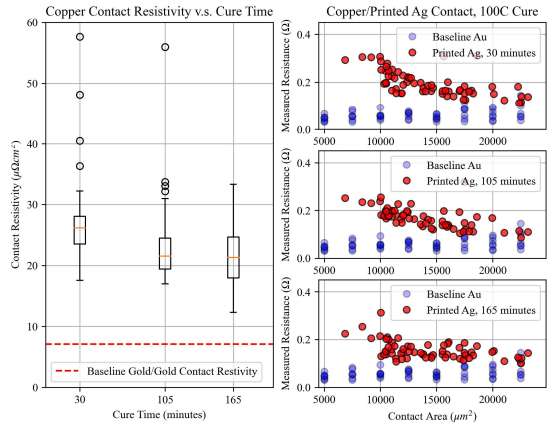 Copper Contact Resistivity v.s. Cure Time
Contact Resistivity (μΩcm²)
60
50
40
30
20
10
0
Baseline Gold/Gold Contact Restivity
30
105
165
Cure Time (minutes)
Copper/Printed Ag Contact, 100C Cure
Measured Resistance (Ω)
0.4
0.2
0.0
Baseline Au
Printed Ag, 30 minutes
5000
10000
15000
20000
Measured Resistance (Ω)
0.4
0.2
0.0
Baseline Au
Printed Ag, 105 minutes
5000
10000
15000
20000
Measured Resistance (Ω)
0.4
0.2
0.0
Baseline Au
Printed Ag, 165 minutes
5000
10000
15000
20000
Contact Area (μm²)